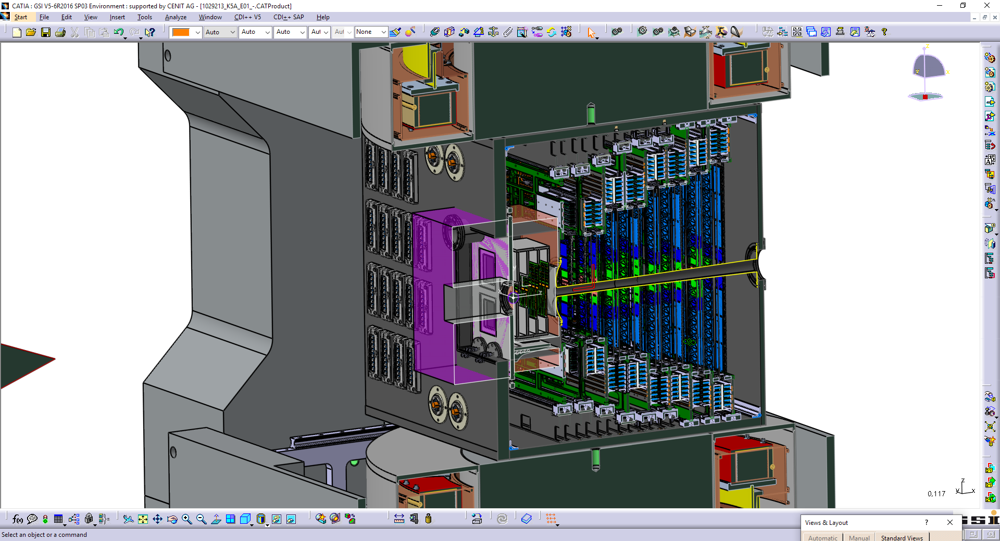 CATIA : GSI V5-6R2016 SP03 Environment : supported by CENIT AG - [1029213_K5A_E01_-.CATProduct]
Start File Edit View Insert Tools Analyze Window CDI++ V5 CDI++ SAP Help
Auto Auto Auto Aut Aut None
z
x
y
z
0,117
y x
f(x)
GSI
Views & Layout ?
Select an object or a command
Automatic Manual Standard Views